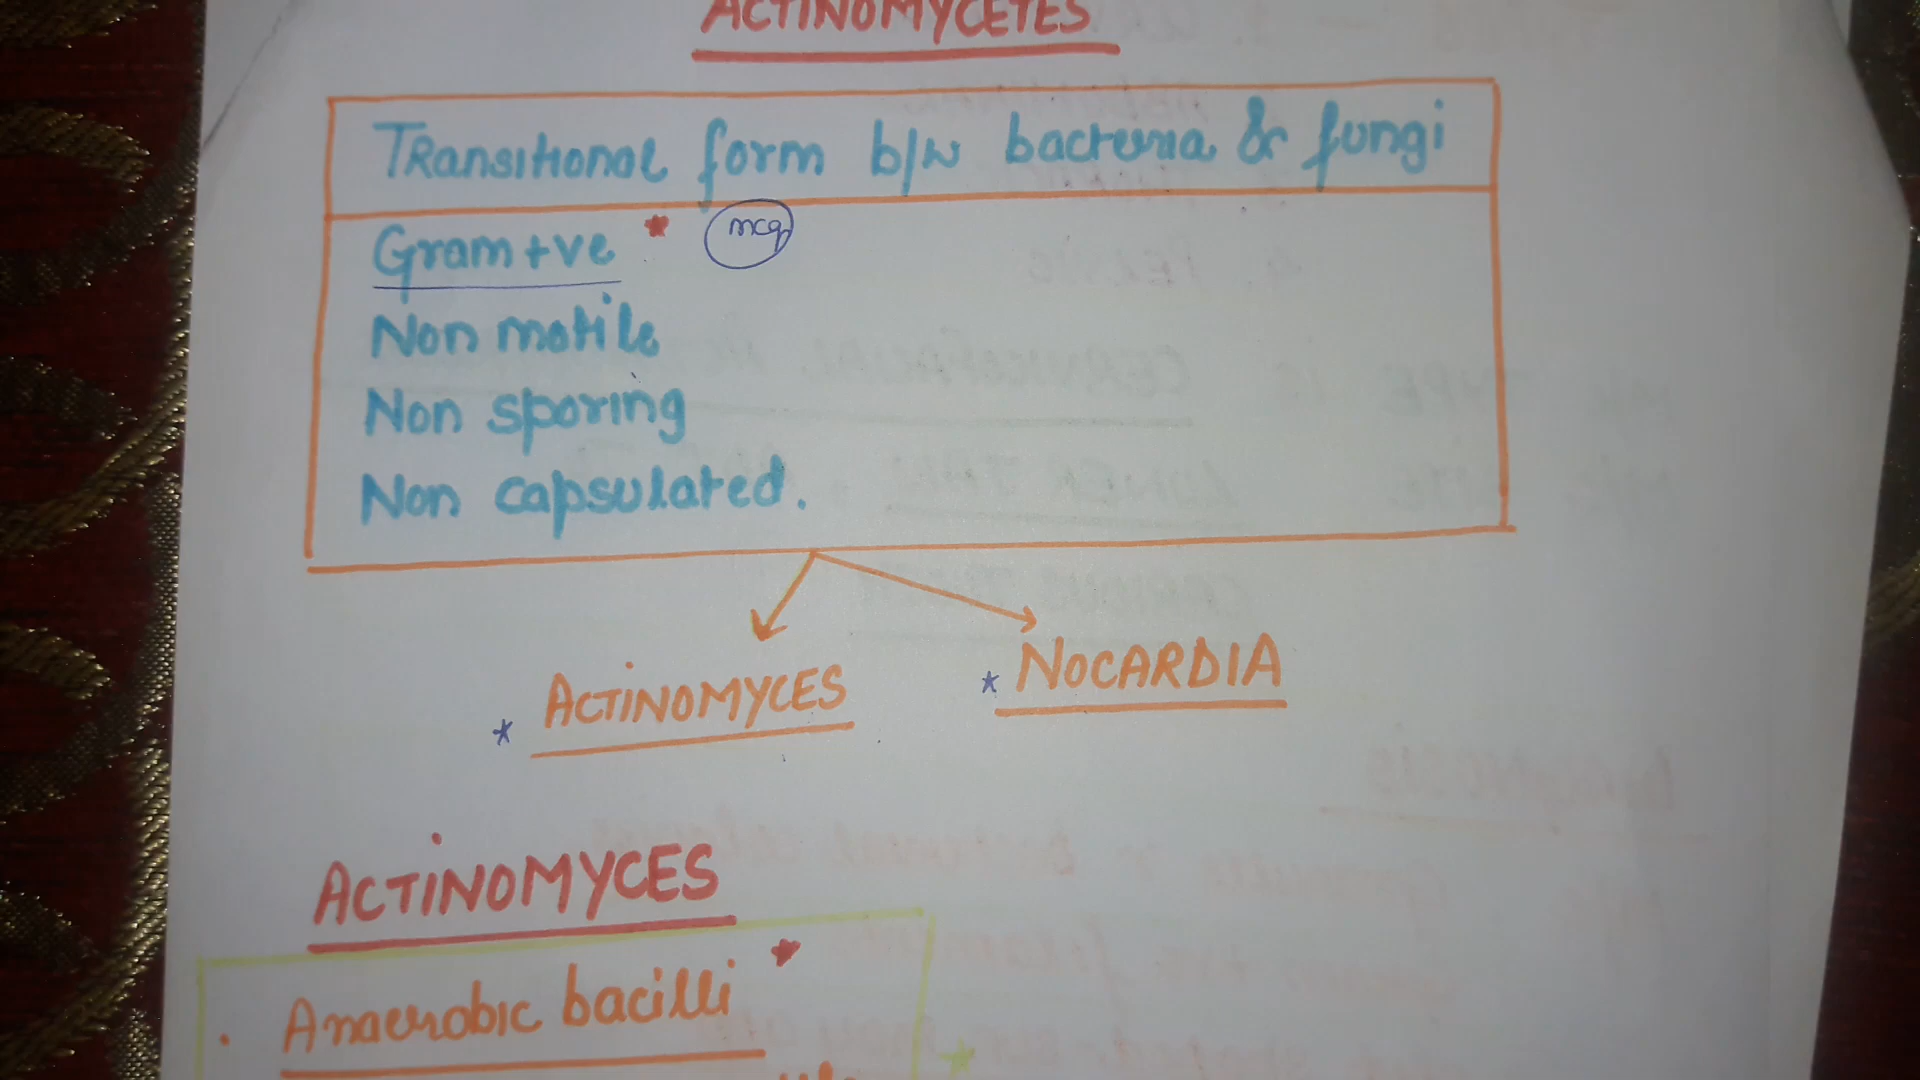 ACTINOMYCETES
Transitional form b/w bacteria & fungi
Gram +ve * mcq
Non motile
Non sporing
Non capsulated.
* ACTINOMYCES
* NOCARDIA
ACTINOMYCES
. Anaerobic bacilli *